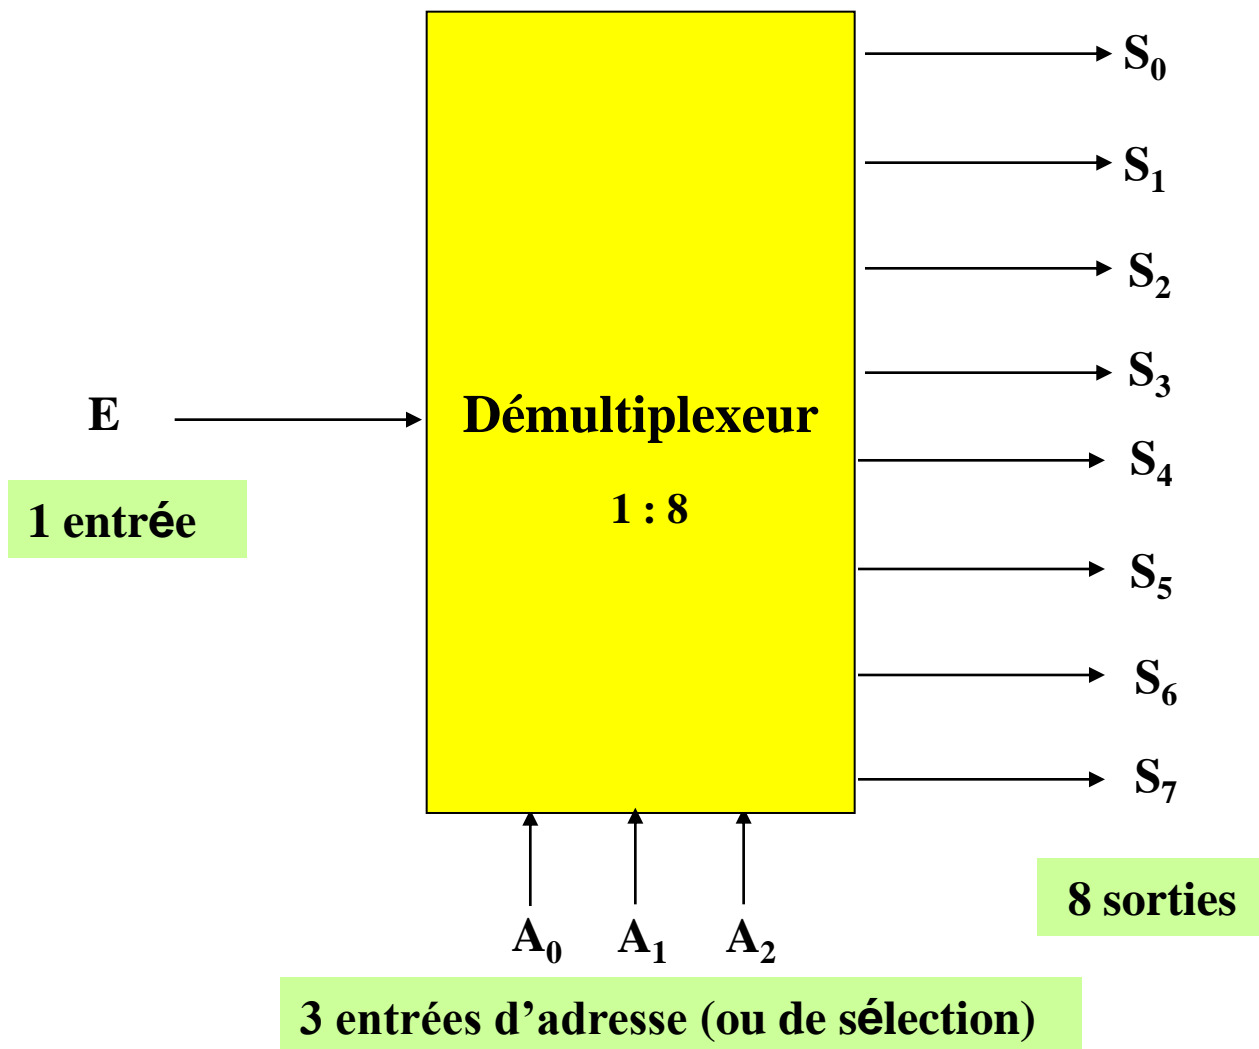 S₀
S₁
S₂
S₃
E
Démultiplexeur
S₄
1 entrée
1 : 8
S₅
S₆
S₇
8 sorties
A₀ A₁ A₂
3 entrées d’adresse (ou de sélection)